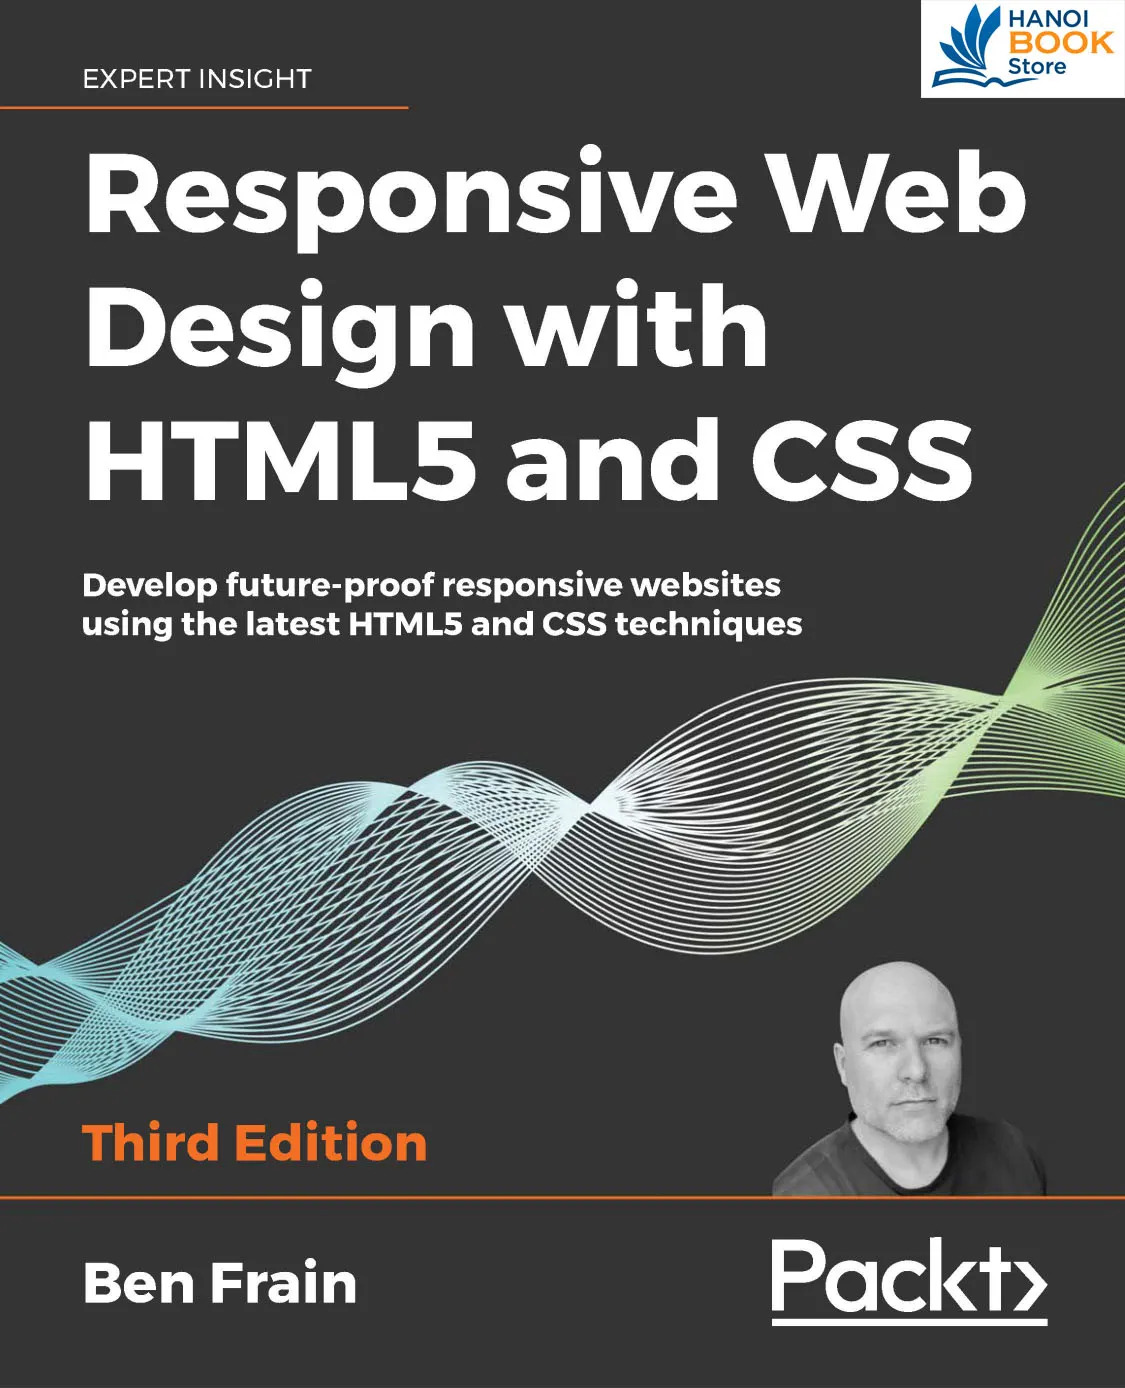 HANOI
BOOK
Store
EXPERT INSIGHT
Responsive Web
Design with
HTML5 and CSS
Develop future-proof responsive websites
using the latest HTML5 and CSS techniques
Third Edition
Ben Frain
Packt